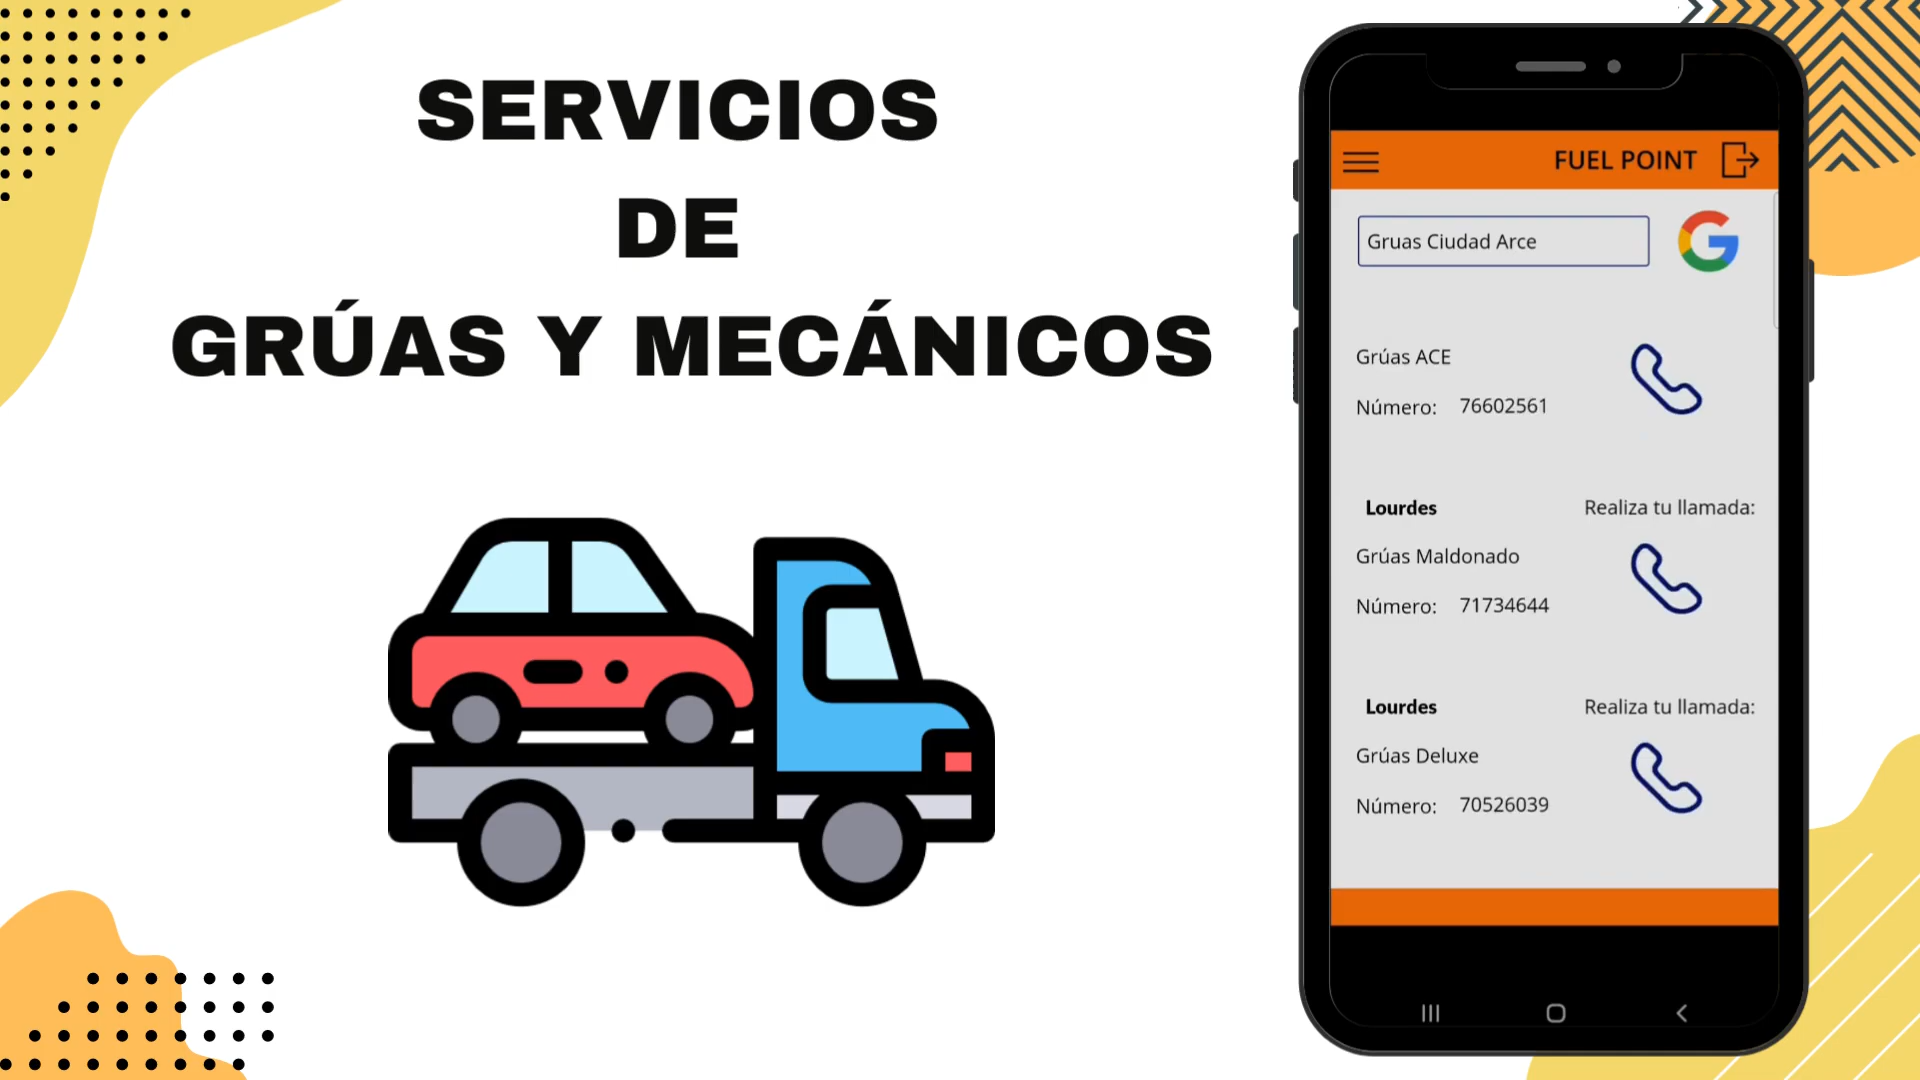 SERVICIOS
DE
GRÚAS Y MECÁNICOS
FUEL POINT
Gruas Ciudad Arce
Grúas ACE
Número: 76602561
Lourdes Realiza tu llamada:
Grúas Maldonado
Número: 71734644
Lourdes Realiza tu llamada:
Grúas Deluxe
Número: 70526039